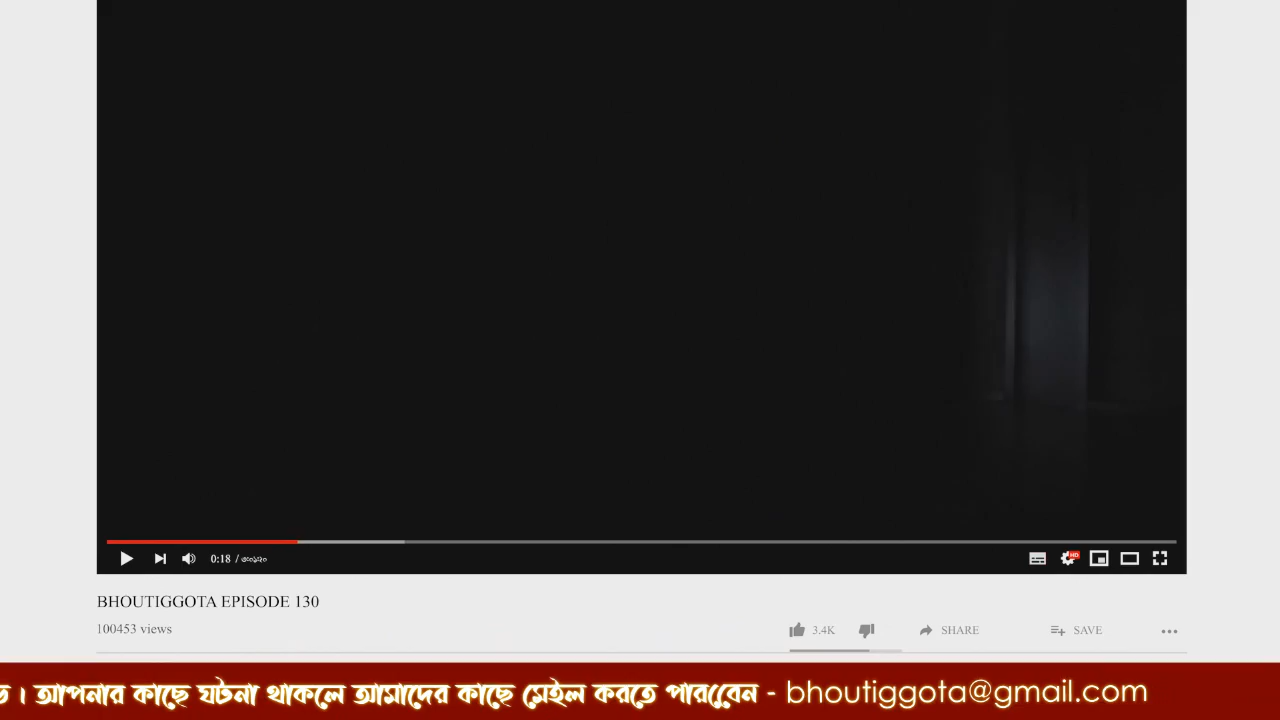 HD
0:18 /
BHOUTIGGOTA EPISODE 130
100453 views
3.4K
SHARE
SAVE
। আপনার কাছে ঘটনা থাকলে আমাদের কাছে মেইল করতে পারবেন - bhoutiggota@gmail.com